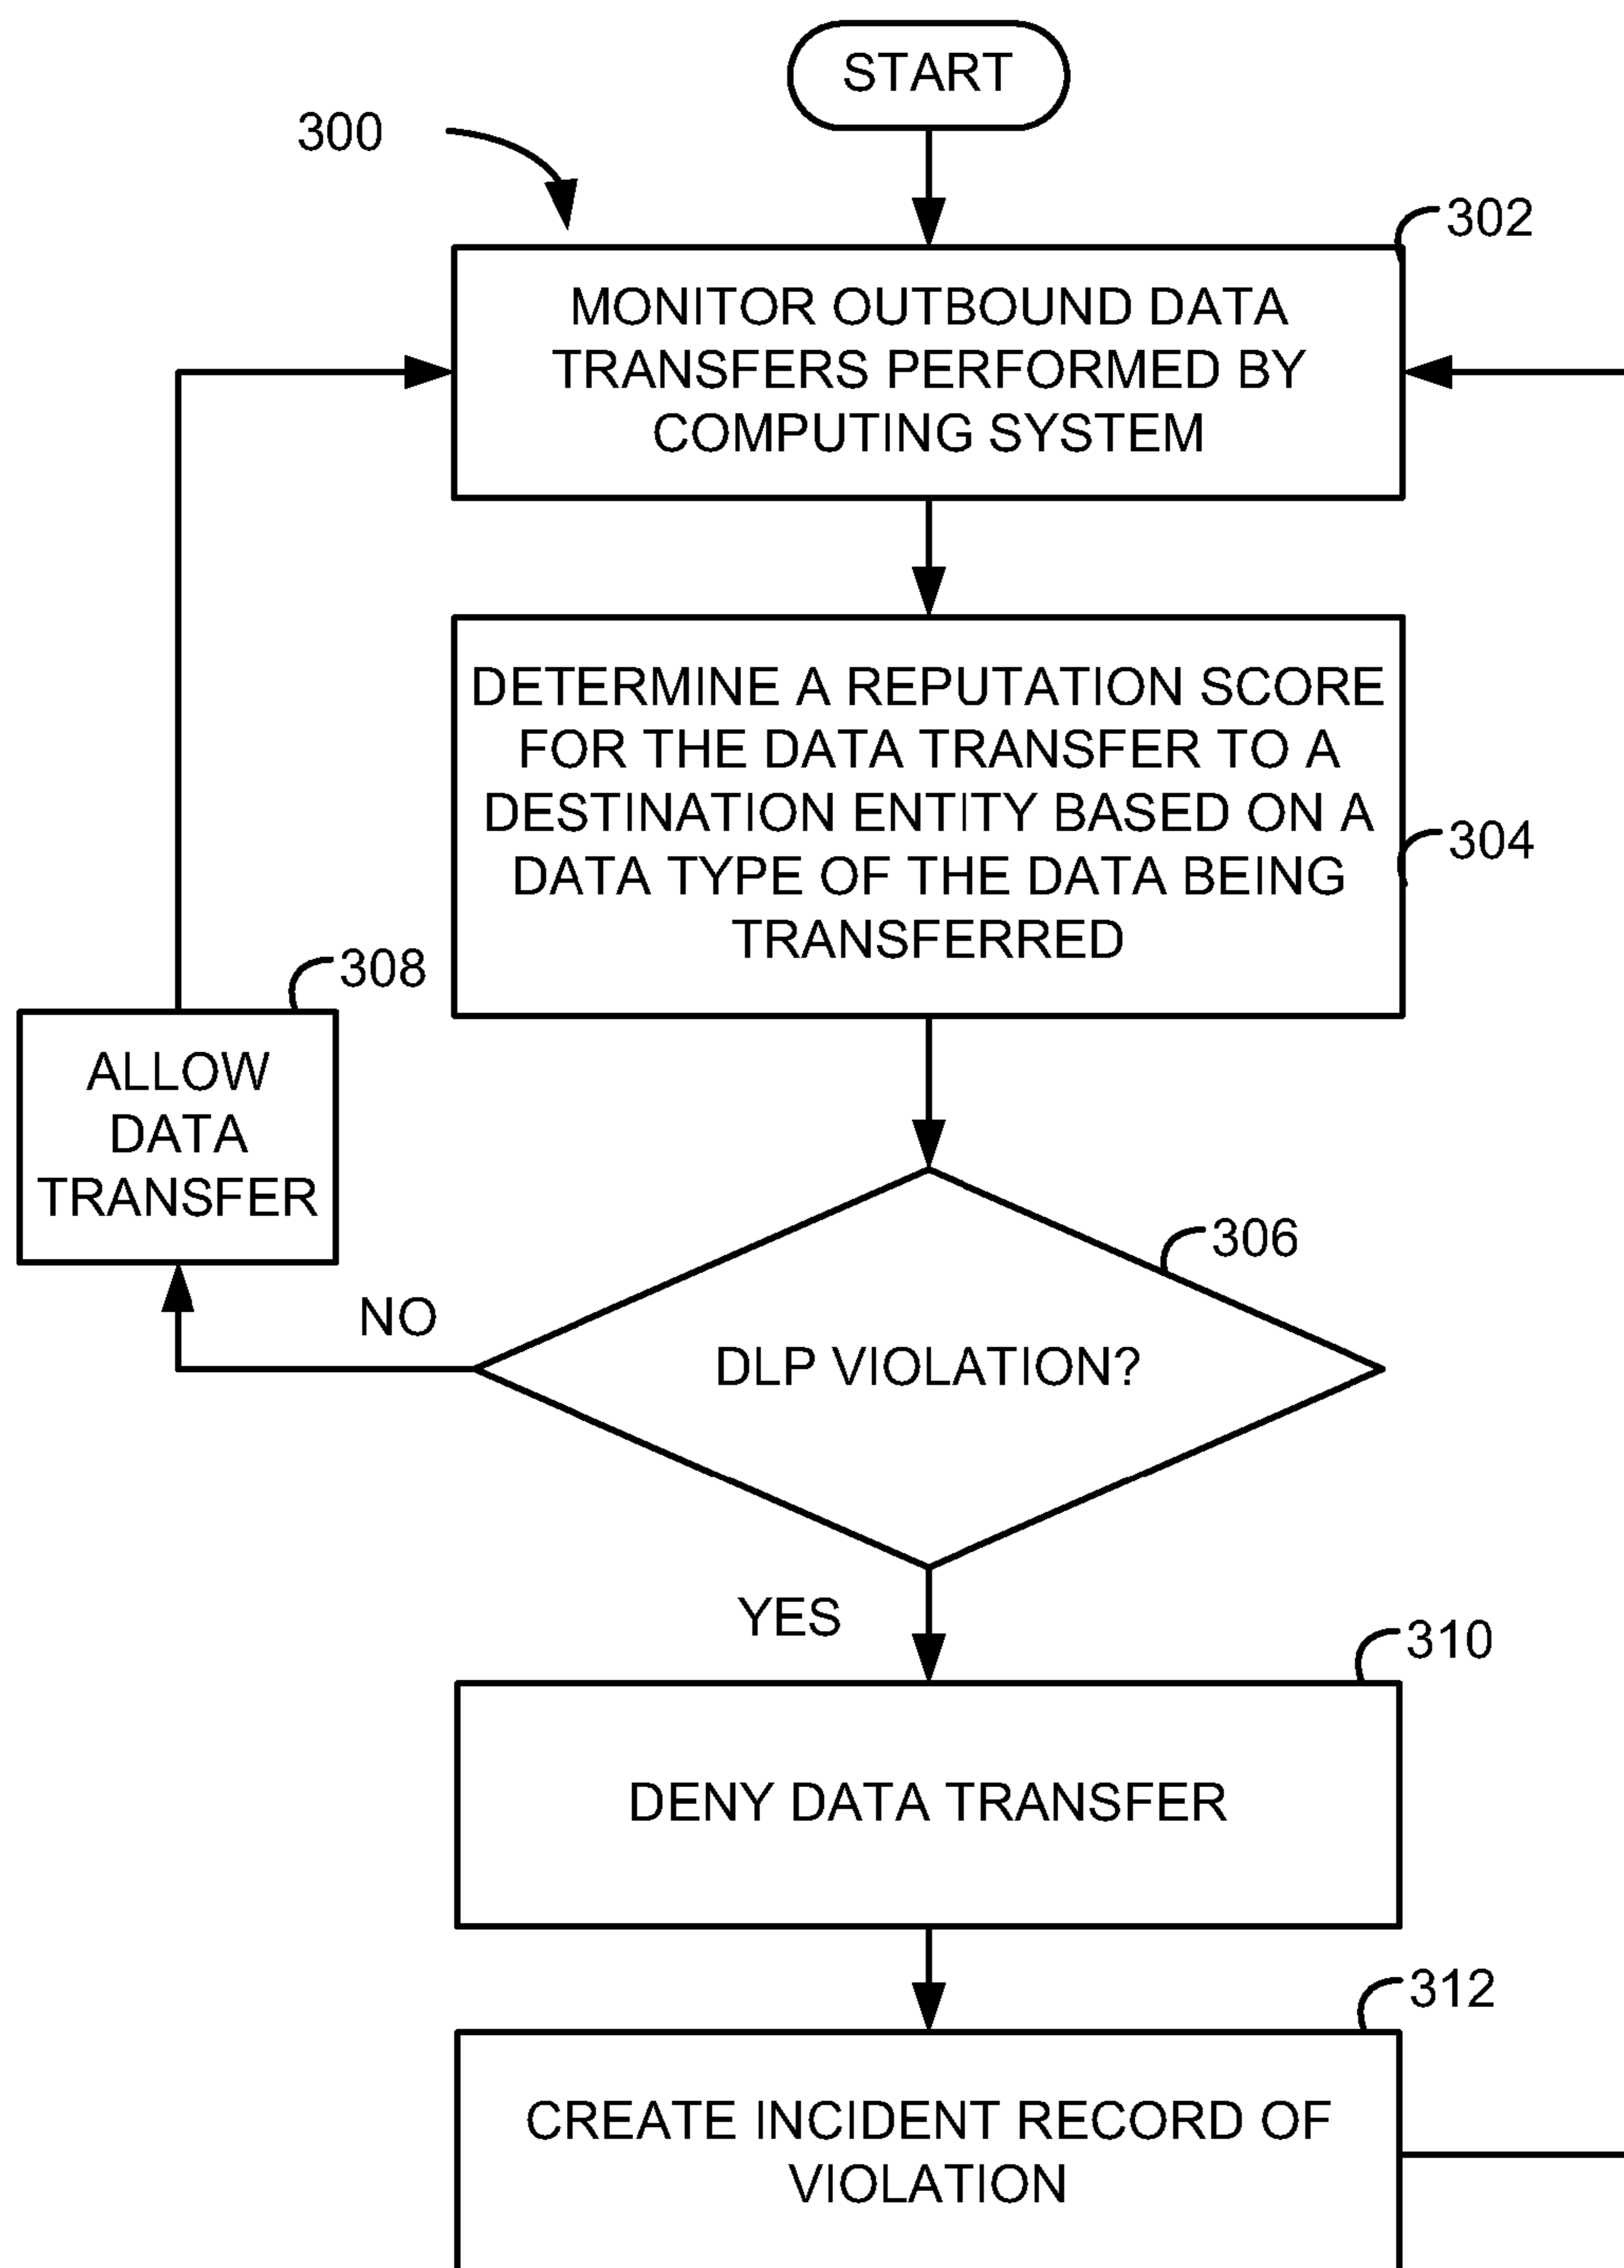 START
300
302
MONITOR OUTBOUND DATA
TRANSFERS PERFORMED BY
COMPUTING SYSTEM
DETERMINE A REPUTATION SCORE
FOR THE DATA TRANSFER TO A
DESTINATION ENTITY BASED ON A
DATA TYPE OF THE DATA BEING
TRANSFERRED
304
308
ALLOW
DATA
TRANSFER
306
NO
DLP VIOLATION?
YES
310
DENY DATA TRANSFER
312
CREATE INCIDENT RECORD OF
VIOLATION